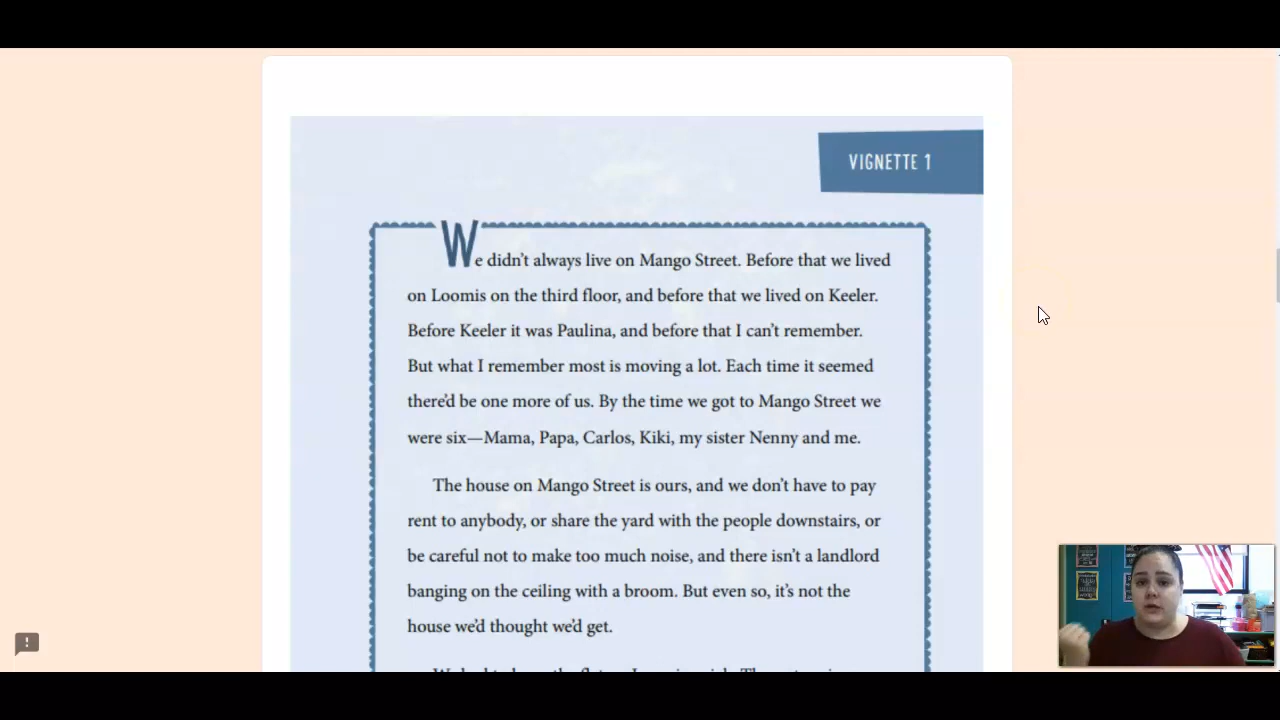 VIGNETTE 1
We didn't always live on Mango Street. Before that we lived
on Loomis on the third floor, and before that we lived on Keeler.
Before Keeler it was Paulina, and before that I can't remember.
But what I remember most is moving a lot. Each time it seemed
there'd be one more of us. By the time we got to Mango Street we
were six—Mama, Papa, Carlos, Kiki, my sister Nenny and me.
The house on Mango Street is ours, and we don't have to pay
rent to anybody, or share the yard with the people downstairs, or
be careful not to make too much noise, and there isn't a landlord
banging on the ceiling with a broom. But even so, it's not the
house we'd thought we'd get.